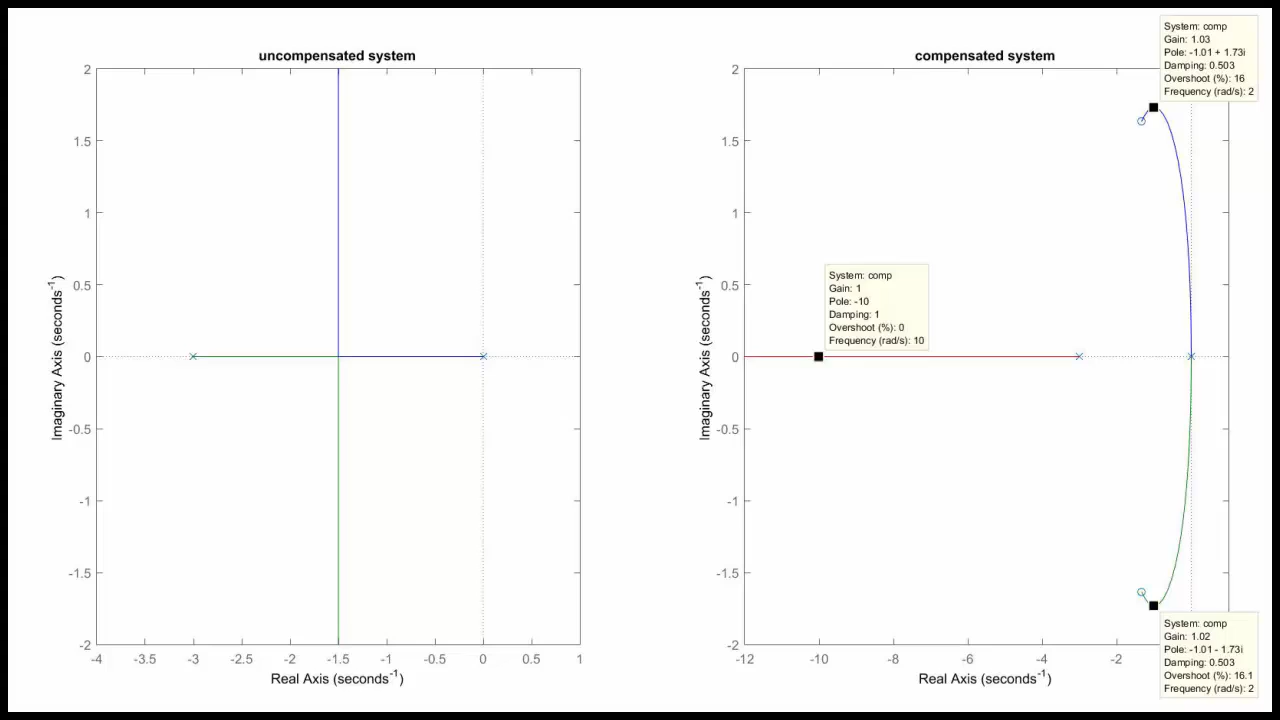 uncompensated system
2
1.5
1
0.5
0
-0.5
-1
-1.5
-2
Imaginary Axis (seconds-1)
-4 -3.5 -3 -2.5 -2 -1.5 -1 -0.5 0 0.5 1
Real Axis (seconds-1)
compensated system
2
1.5
1
0.5
0
-0.5
-1
-1.5
-2
Imaginary Axis (seconds-1)
-12 -10 -8 -6 -4 -2
Real Axis (seconds-1)
System: comp
Gain: 1.03
Pole: -1.01 + 1.73i
Damping: 0.503
Overshoot (%): 16
Frequency (rad/s): 2
System: comp
Gain: 1
Pole: -10
Damping: 1
Overshoot (%): 0
Frequency (rad/s): 10
System: comp
Gain: 1.02
Pole: -1.01 - 1.73i
Damping: 0.503
Overshoot (%): 16.1
Frequency (rad/s): 2